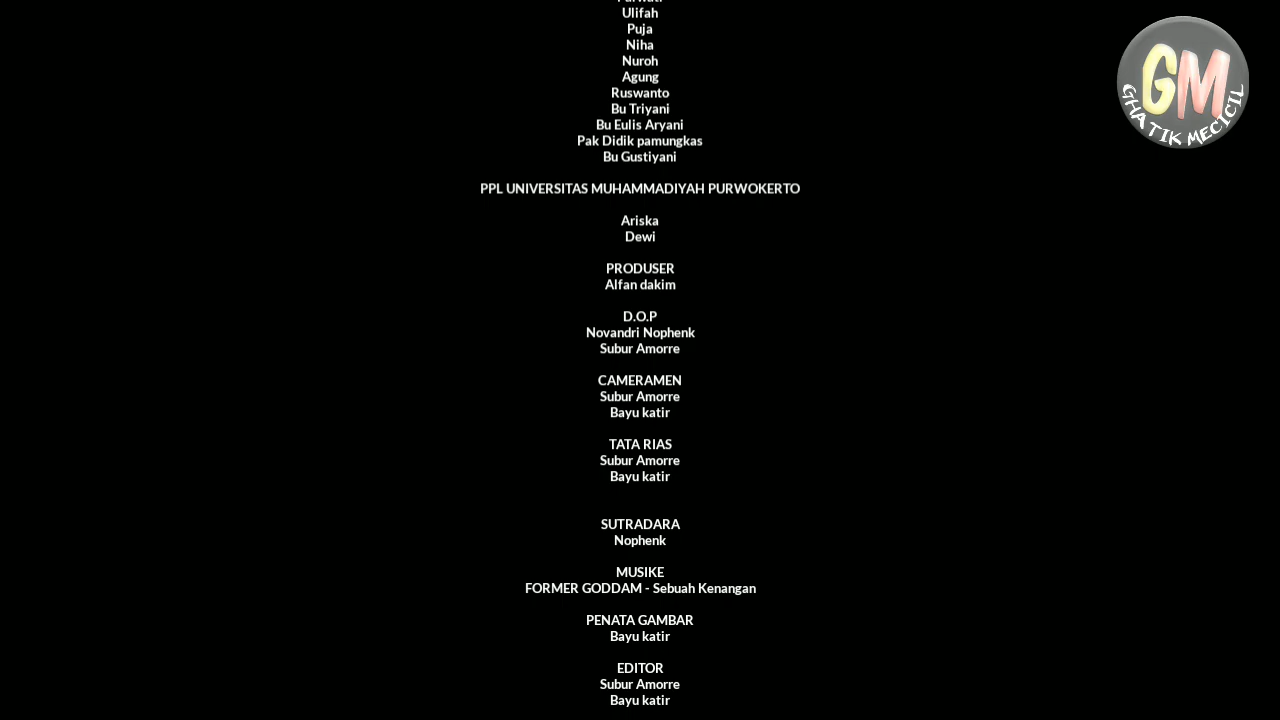 Ulifah
Puja
Niha
Nuroh
Agung
Ruswanto
Bu Triyani
Bu Eulis Aryani
Pak Didik pamungkas
Bu Gustiyani
PPL UNIVERSITAS MUHAMMADIYAH PURWOKERTO
Ariska
Dewi
PRODUSER
Alfan dakim
D.O.P
Novandri Nophenk
Subur Amorre
CAMERAMEN
Subur Amorre
Bayu katir
TATA RIAS
Subur Amorre
Bayu katir
SUTRADARA
Nophenk
MUSIKE
FORMER GODDAM - Sebuah Kenangan
PENATA GAMBAR
Bayu katir
EDITOR
Subur Amorre
Bayu katir
GM
GHATIK MECICIL